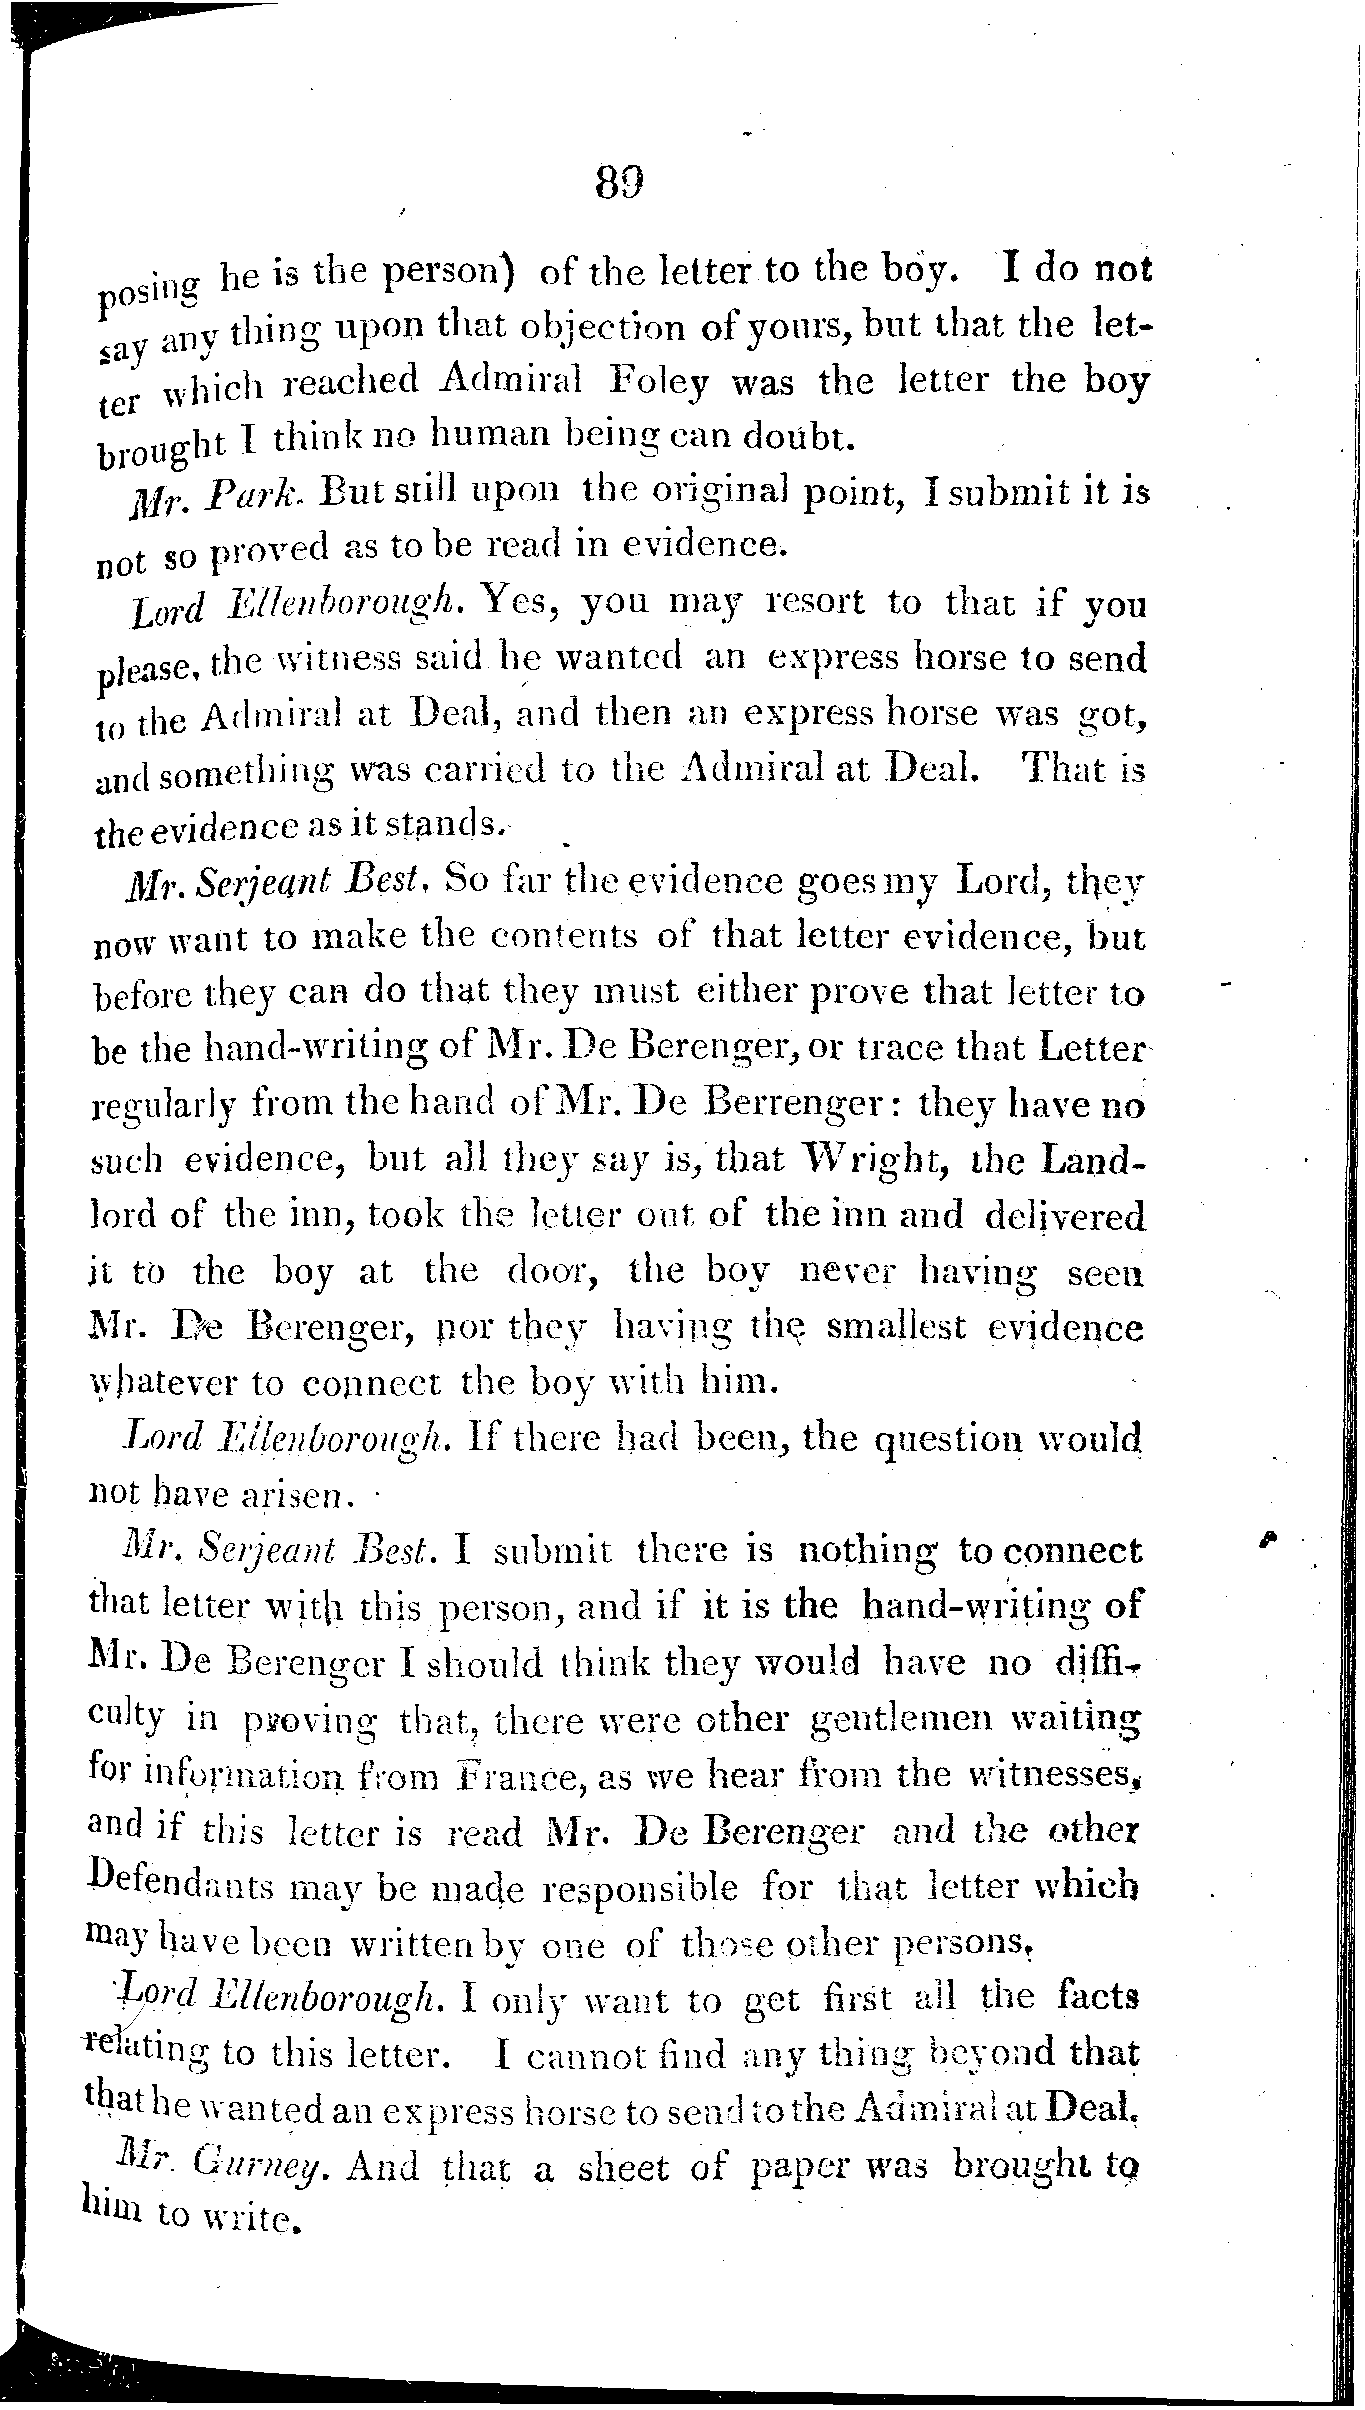 89
posing he is the person) of the letter to the boy. I do not
say any thing upon that objection of yours, but that the let-
ter which reached Admiral Foley was the letter the boy
brought I think no human being can doubt.
Mr. Park. But still upon the original point, I submit it is
not so proved as to be read in evidence.
Lord Ellenborough. Yes, you may resort to that if you
please, the witness said he wanted an express horse to send
to the Admiral at Deal, and then an express horse was got,
and something was carried to the Admiral at Deal. That is
the evidence as it stands.
Mr. Serjeant Best. So far the evidence goes my Lord, they
now want to make the contents of that letter evidence, but
before they can do that they must either prove that letter to
be the hand-writing of Mr. De Berenger, or trace that Letter
regularly from the hand of Mr. De Berrenger: they have no
such evidence, but all they say is, that Wright, the Land-
lord of the inn, took the letter out of the inn and delivered
it to the boy at the door, the boy never having seen
Mr. De Berenger, nor they having the smallest evidence
whatever to connect the boy with him.
Lord Ellenborough. If there had been, the question would
not have arisen.
Mr. Serjeant Best. I submit there is nothing to connect
that letter with this person, and if it is the hand-writing of
Mr. De Berenger I should think they would have no diffi-
culty in proving that, there were other gentlemen waiting
for information from France, as we hear from the witnesses,
and if this letter is read Mr. De Berenger and the other
Defendants may be made responsible for that letter which
may have been written by one of those other persons.
Lord Ellenborough. I only want to get first all the facts
relating to this letter. I cannot find any thing beyond that
that he wanted an express horse to send to the Admiral at Deal.
Mr. Gurney. And that a sheet of paper was brought to
him to write.